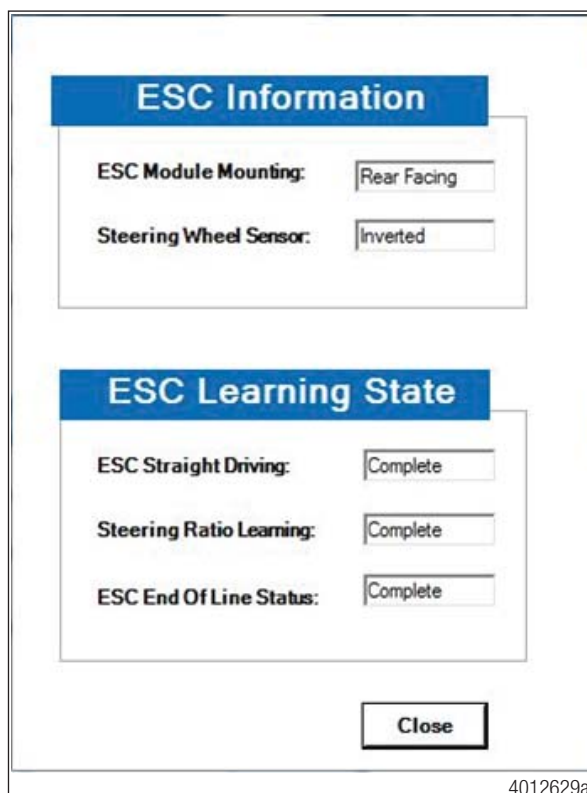 ESC Information
ESC Module Mounting: Rear Facing
Steering Wheel Sensor: Inverted
ESC Learning State
ESC Straight Driving: Complete
Steering Ratio Learning: Complete
ESC End Of Line Status: Complete
Close
4012629a